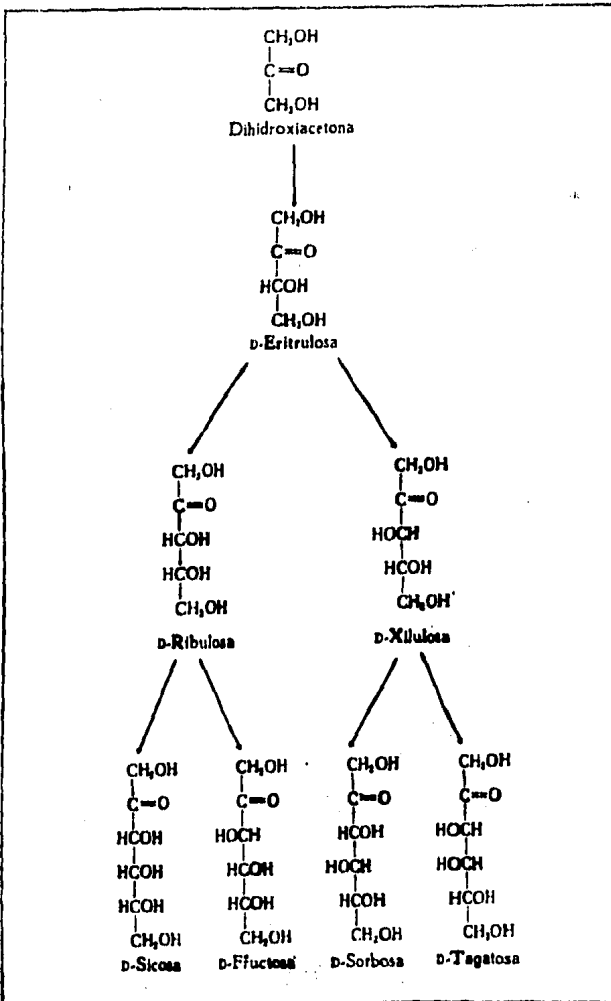 CH₂OH
C=O
CH₂OH
Dihidroxiacetona
CH₂OH
C=O
HCOH
CH₂OH
D-Eritrulosa
CH₂OH
C=O
HCOH
HCOH
CH₂OH
D-Ribulosa
CH₂OH
C=O
HOCH
HCOH
CH₂OH
D-Xilulosa
CH₂OH
C=O
HCOH
HCOH
HCOH
CH₂OH
D-Sicosa
CH₂OH
C=O
HOCH
HCOH
HCOH
CH₂OH
D-Ffuctosa
CH₂OH
C=O
HCOH
HOCH
HCOH
CH₂OH
D-Sorbosa
CH₂OH
C=O
HOCH
HOCH
HCOH
CH₂OH
D-Tagatosa